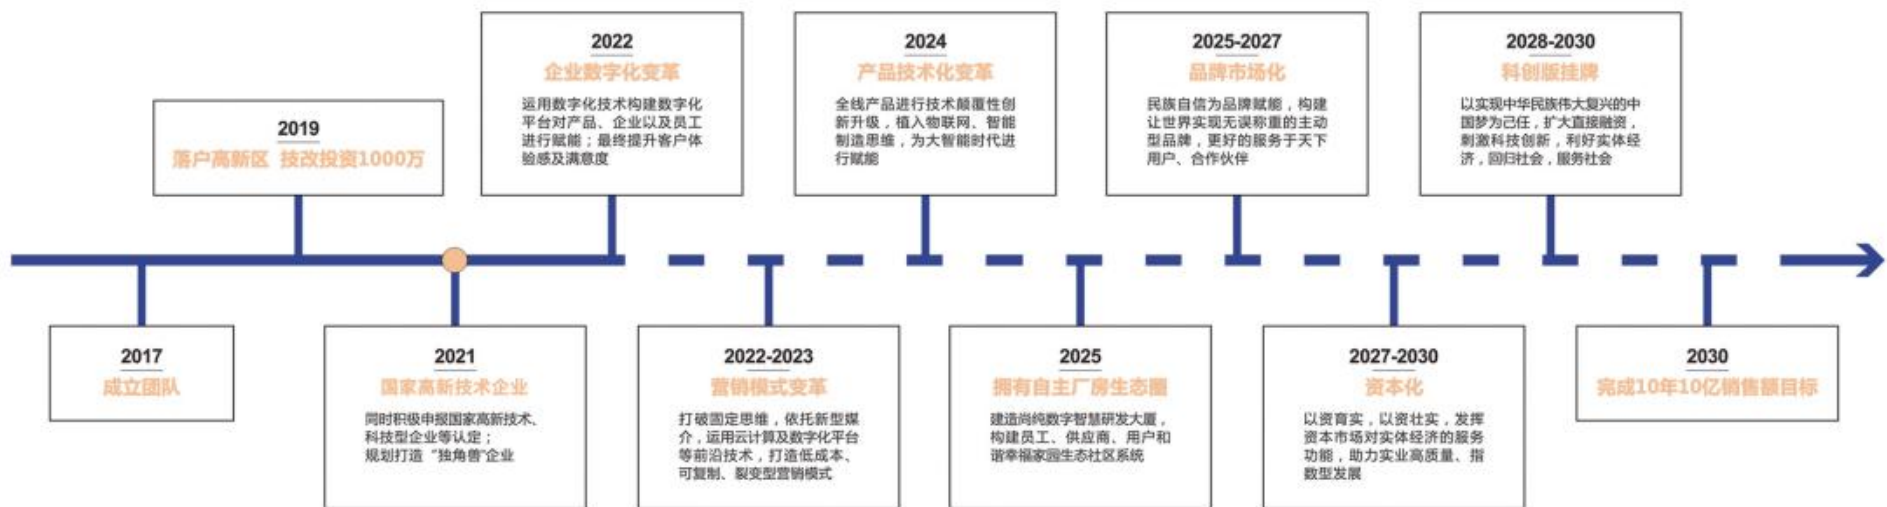 2017
成立团队
2019
落户高新区 技改投资1000万
2021
国家高新技术企业
同时积极申报国家高新技术、
科技型企业等认定；
规划打造“独角兽”企业
2022
企业数字化变革
运用数字化技术构建数字化
平台对产品、企业以及员工
进行赋能；最终提升客户体
验感及满意度
2022-2023
营销模式变革
打破固定思维，依托新型媒
介，运用云计算及数字化平台
等前沿技术，打造低成本、
可复制、裂变型营销模式
2024
产品技术化变革
全线产品进行技术颠覆性创
新升级，植入物联网、智能
制造思维，为大智能时代进
行赋能
2025
拥有自主厂房生态圈
建造尚纯数字智慧研发大厦，
构建员工、供应商、用户和
谐幸福家园生态社区系统
2025-2027
品牌市场化
民族自信为品牌赋能，构建
让世界实现无误称重的主动
型品牌，更好的服务于天下
用户、合作伙伴
2027-2030
资本化
以资育实，以资壮实，发挥
资本市场对实体经济的服务
功能，助力实业高质量、指
数型发展
2028-2030
科创版挂牌
以实现中华民族伟大复兴的中
国梦为己任，扩大直接融资，
刺激科技创新，利好实体经
济，回归社会，服务社会
2030
完成10年10亿销售额目标